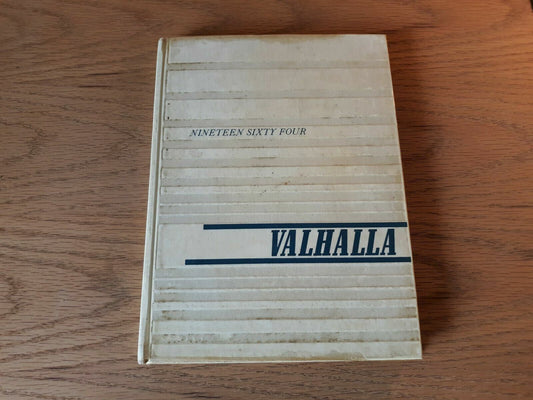 NINETEEN SIXTY FOUR
VALHALLA